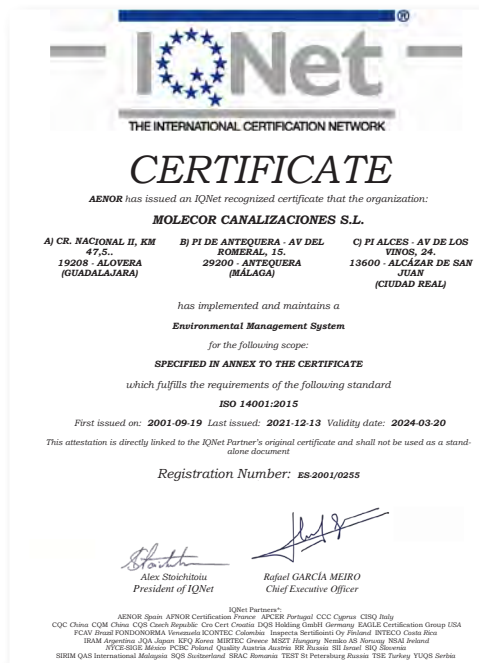 ®
IQNet
THE INTERNATIONAL CERTIFICATION NETWORK
CERTIFICATE
AENOR has issued an IQNet recognized certificate that the organization:
MOLECOR CANALIZACIONES S.L.
A) CR. NACIONAL II, KM
47,5..
19208 - ALOVERA
(GUADALAJARA)
B) PI DE ANTEQUERA - AV DEL
ROMERAL, 15.
29200 - ANTEQUERA
(MÁLAGA)
C) PI ALCES - AV DE LOS
VINOS, 24.
13600 - ALCÁZAR DE SAN
JUAN
(CIUDAD REAL)
has implemented and maintains a
Environmental Management System
for the following scope:
SPECIFIED IN ANNEX TO THE CERTIFICATE
which fulfills the requirements of the following standard
ISO 14001:2015
First issued on: 2001-09-19 Last issued: 2021-12-13 Validity date: 2024-03-20
This attestation is directly linked to the IQNet Partner's original certificate and shall not be used as a stand-
alone document
Registration Number: ES-2001/0255
Alex Stoichitoiu
President of IQNet
Rafael GARCÍA MEIRO
Chief Executive Officer
IQNet Partners*:
AENOR Spain AFNOR Certification France APCER Portugal CCC Cyprus CISQ Italy
CQC China CQM China CQS Czech Republic Cro Cert Croatia DQS Holding GmbH Germany EAGLE Certification Group USA
FCAV Brazil FONDONORMA Venezuela ICONTEC Colombia Inspecta Sertifiointi Oy Finland INTECO Costa Rica
IRAM Argentina JQA Japan KFQ Korea MIRTEC Greece MSZT Hungary Nemko AS Norway NSAI Ireland
NYCE-SIGE México PCBC Poland Quality Austria Austria RR Russia SII Israel SIQ Slovenia
SIRIM QAS International Malaysia SQS Switzerland SRAC Romania TEST St Petersburg Russia TSE Turkey YUQS Serbia